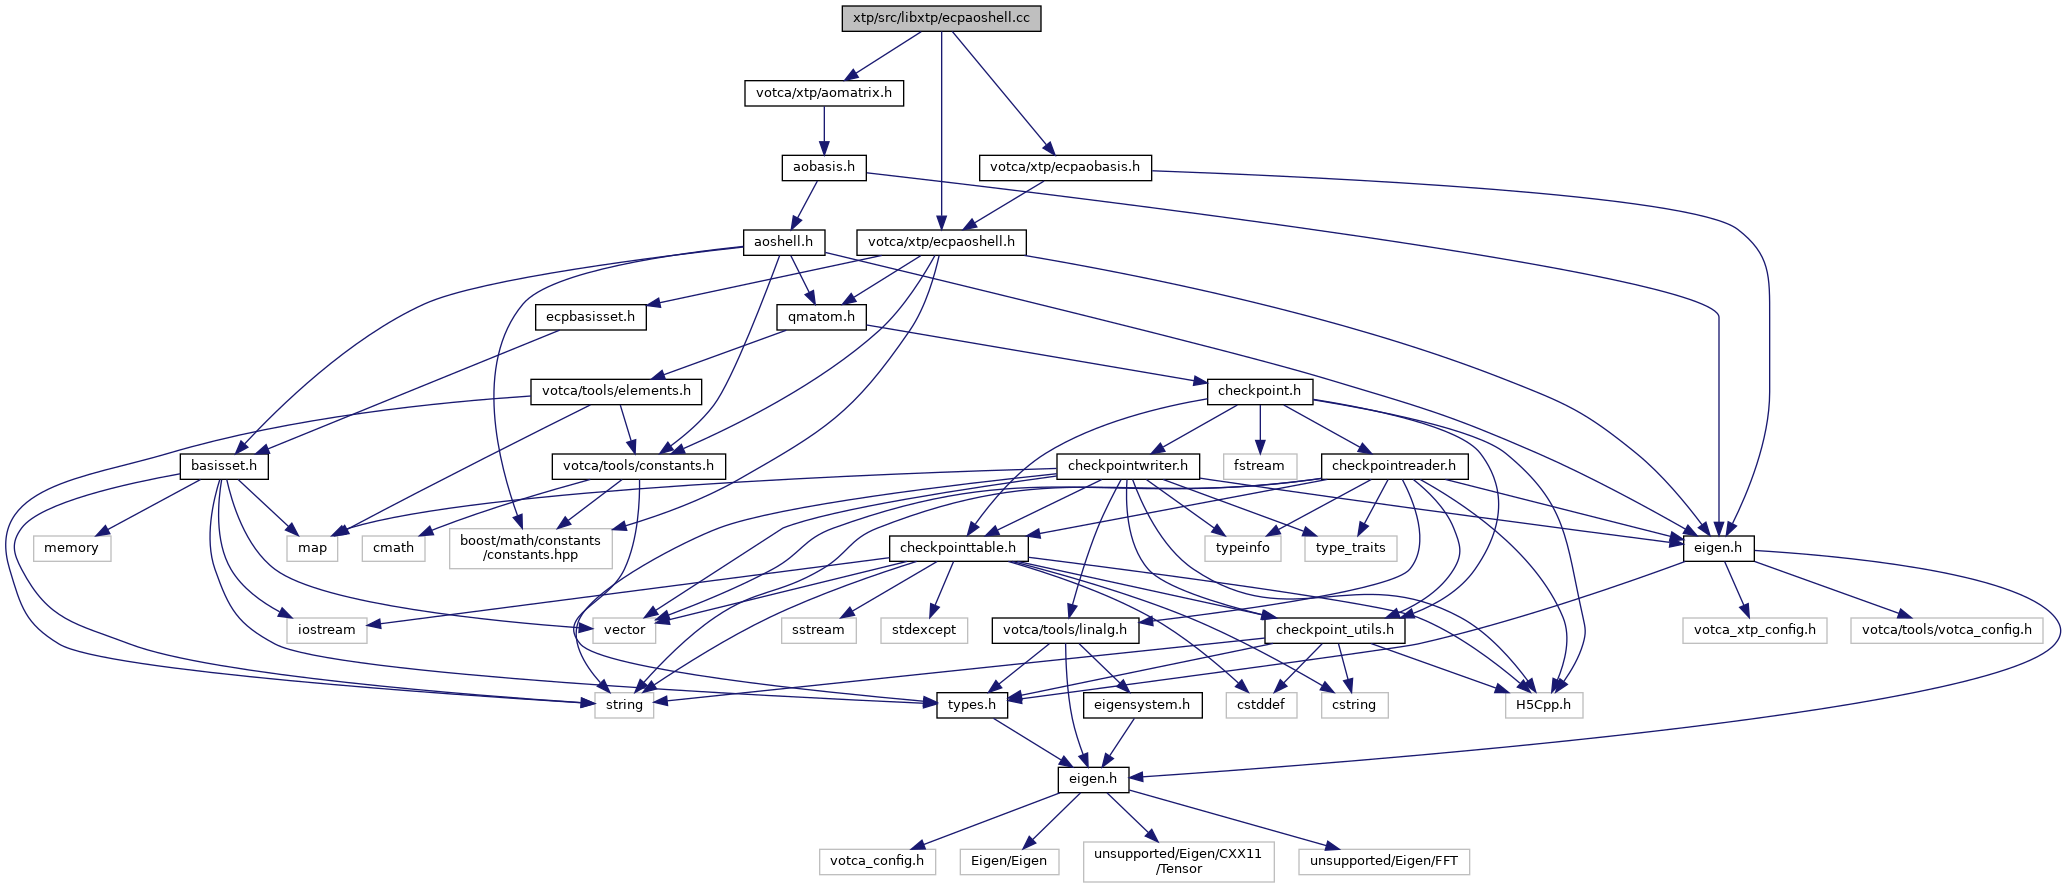 xtp/src/libxtp/ecpaoshell.cc
votca/xtp/aomatrix.h
aobasis.h
votca/xtp/ecpaobasis.h
aoshell.h
votca/xtp/ecpaoshell.h
ecpbasisset.h
qmatom.h
votca/tools/elements.h
checkpoint.h
basisset.h
votca/tools/constants.h
checkpointwriter.h
fstream
checkpointreader.h
memory
map
cmath
boost/math/constants
/constants.hpp
checkpointtable.h
typeinfo
type_traits
eigen.h
iostream
vector
sstream
stdexcept
votca/tools/linalg.h
checkpoint_utils.h
votca_xtp_config.h
votca/tools/votca_config.h
string
types.h
eigensystem.h
cstddef
cstring
H5Cpp.h
eigen.h
votca_config.h
Eigen/Eigen
unsupported/Eigen/CXX11
/Tensor
unsupported/Eigen/FFT